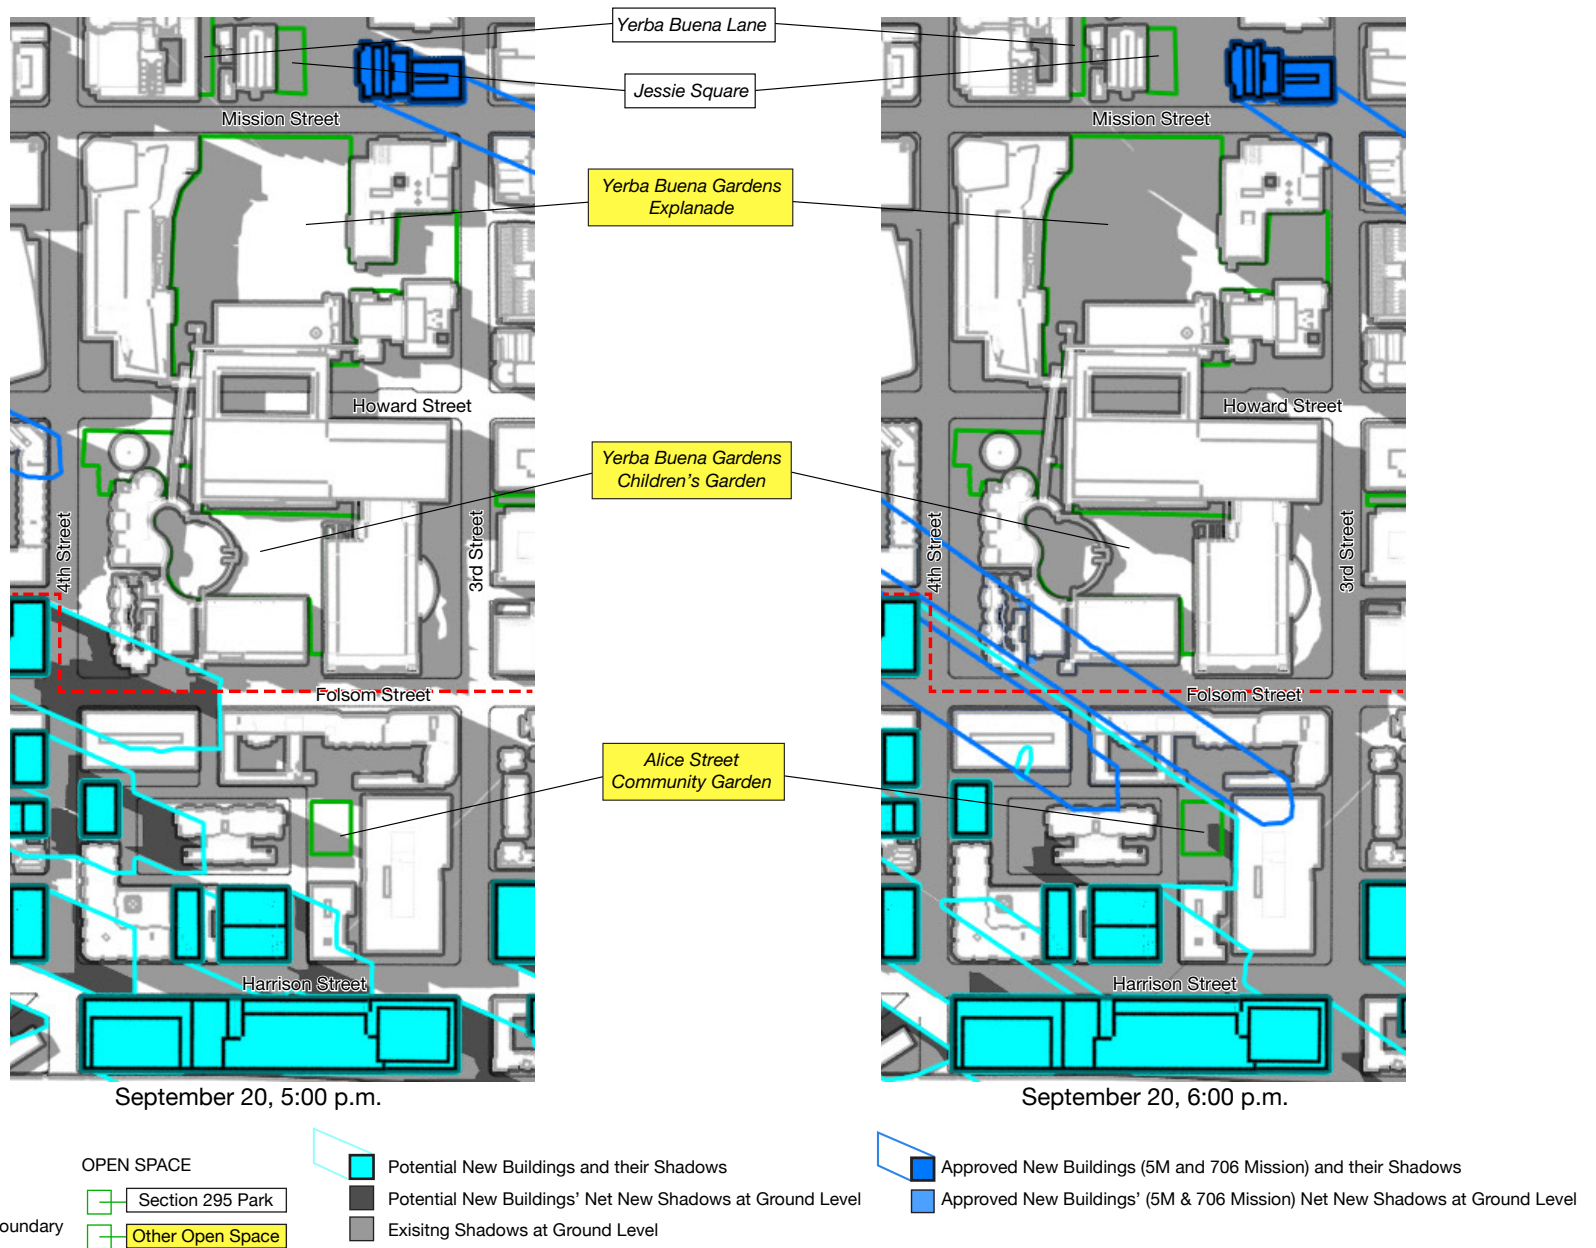 Yerba Buena Lane
Jessie Square
Mission Street
Mission Street
Yerba Buena Gardens
Explanade
Howard Street
Howard Street
Yerba Buena Gardens
Children's Garden
4th Street
3rd Street
4th Street
3rd Street
Folsom Street
Folsom Street
Alice Street
Community Garden
Harrison Street
Harrison Street
September 20, 5:00 p.m.
September 20, 6:00 p.m.
OPEN SPACE
Section 295 Park
oundary
Other Open Space
Potential New Buildings and their Shadows
Potential New Buildings' Net New Shadows at Ground Level
Exisitng Shadows at Ground Level
Approved New Buildings (5M and 706 Mission) and their Shadows
Approved New Buildings' (5M & 706 Mission) Net New Shadows at Ground Level